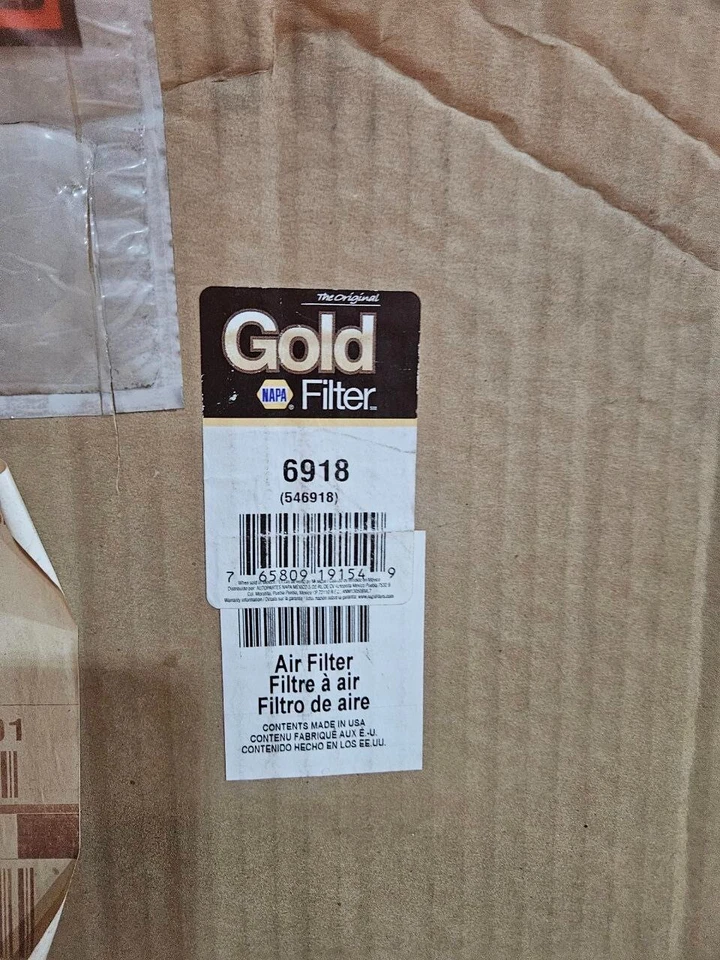 The Original
Gold
NAPA Filter
6918
(546918)
7 65809 19154 9
Air Filter
Filtre à air
Filtro de aire
CONTENTS MADE IN USA
CONTENU FABRIQUÉ AUX É.-U.
CONTENIDO HECHO EN LOS EE.UU.